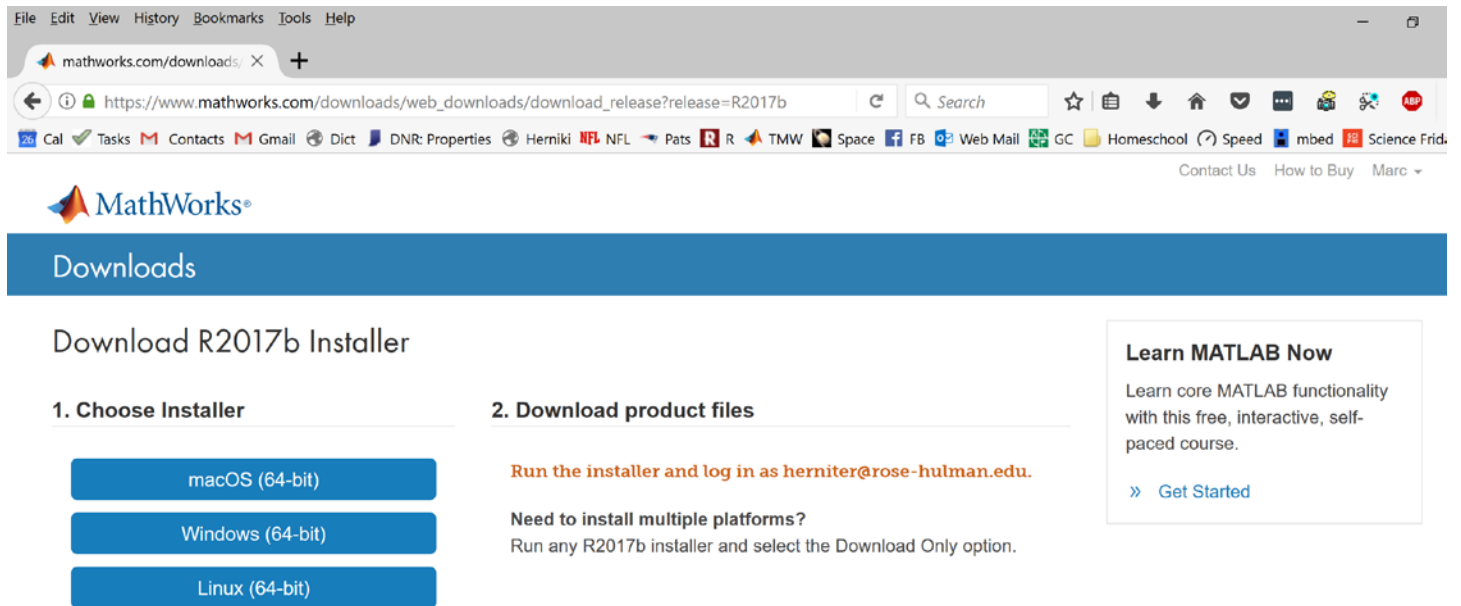 File Edit View History Bookmarks Tools Help
mathworks.com/downloads/
https://www.mathworks.com/downloads/web_downloads/download_release?release=R2017b Search ABP
26 Cal Tasks M Contacts M Gmail Dict DNR: Properties Herniki NFL NFL Pats R R TMW Space FB Web Mail GC Homeschool Speed mbed Science Frid
Contact Us How to Buy Marc
MathWorks®
Downloads
Download R2017b Installer
1. Choose Installer
macOS (64-bit)
Windows (64-bit)
Linux (64-bit)
2. Download product files
Run the installer and log in as herniter@rose-hulman.edu.
Need to install multiple platforms?
Run any R2017b installer and select the Download Only option.
Learn MATLAB Now
Learn core MATLAB functionality
with this free, interactive, self-
paced course.
» Get Started